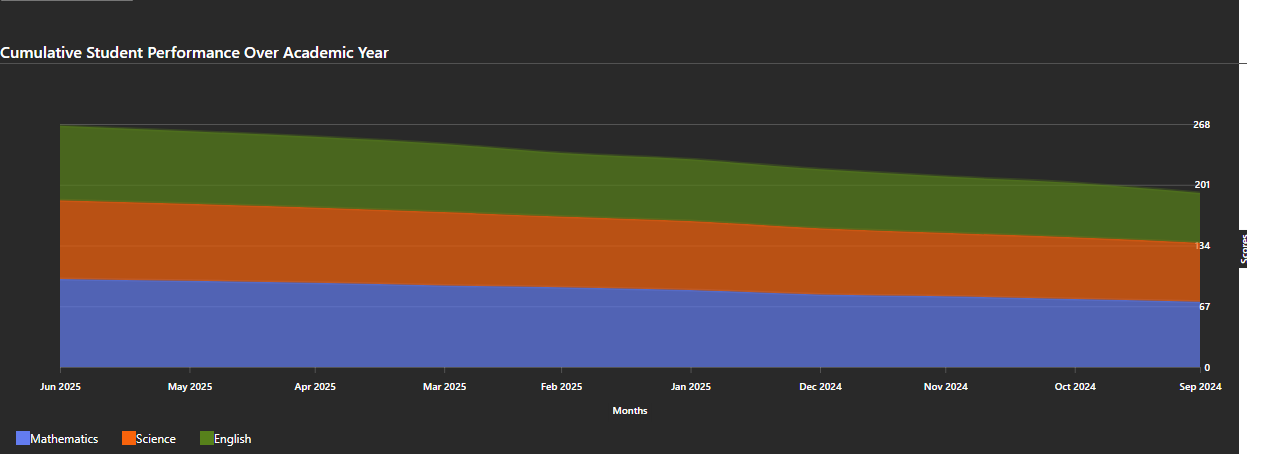 Cumulative Student Performance Over Academic Year
268
201
134
67
0
Scores
Jun 2025 May 2025 Apr 2025 Mar 2025 Feb 2025 Jan 2025 Dec 2024 Nov 2024 Oct 2024 Sep 2024
Months
Mathematics Science English